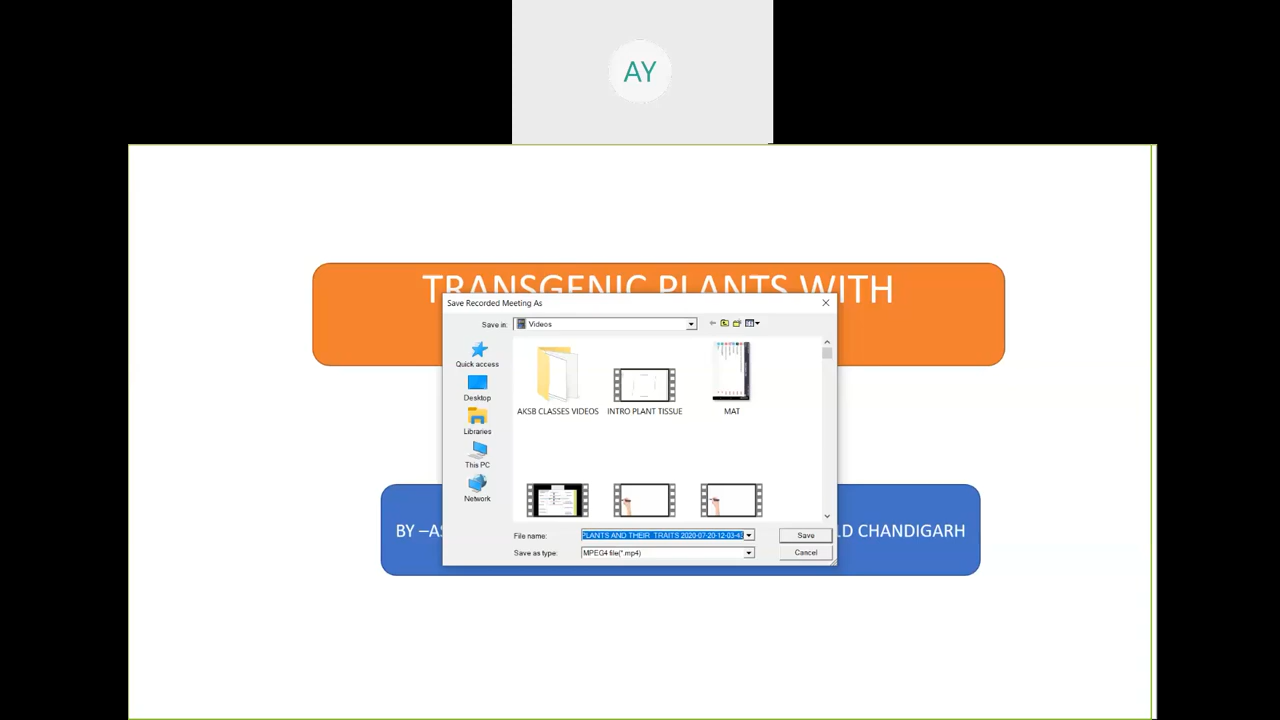 AY
TRANSGENIC PLANTS WITH
Save Recorded Meeting As
Save in:
Videos
Quick access
Desktop
Libraries
This PC
Network
AKSB CLASSES VIDEOS
INTRO PLANT TISSUE
MAT
BY –AS
LD CHANDIGARH
File name:
PLANTS AND THEIR TRAITS 2020-07-20-12-03-43
Save
Save as type:
MPEG4 file(*.mp4)
Cancel